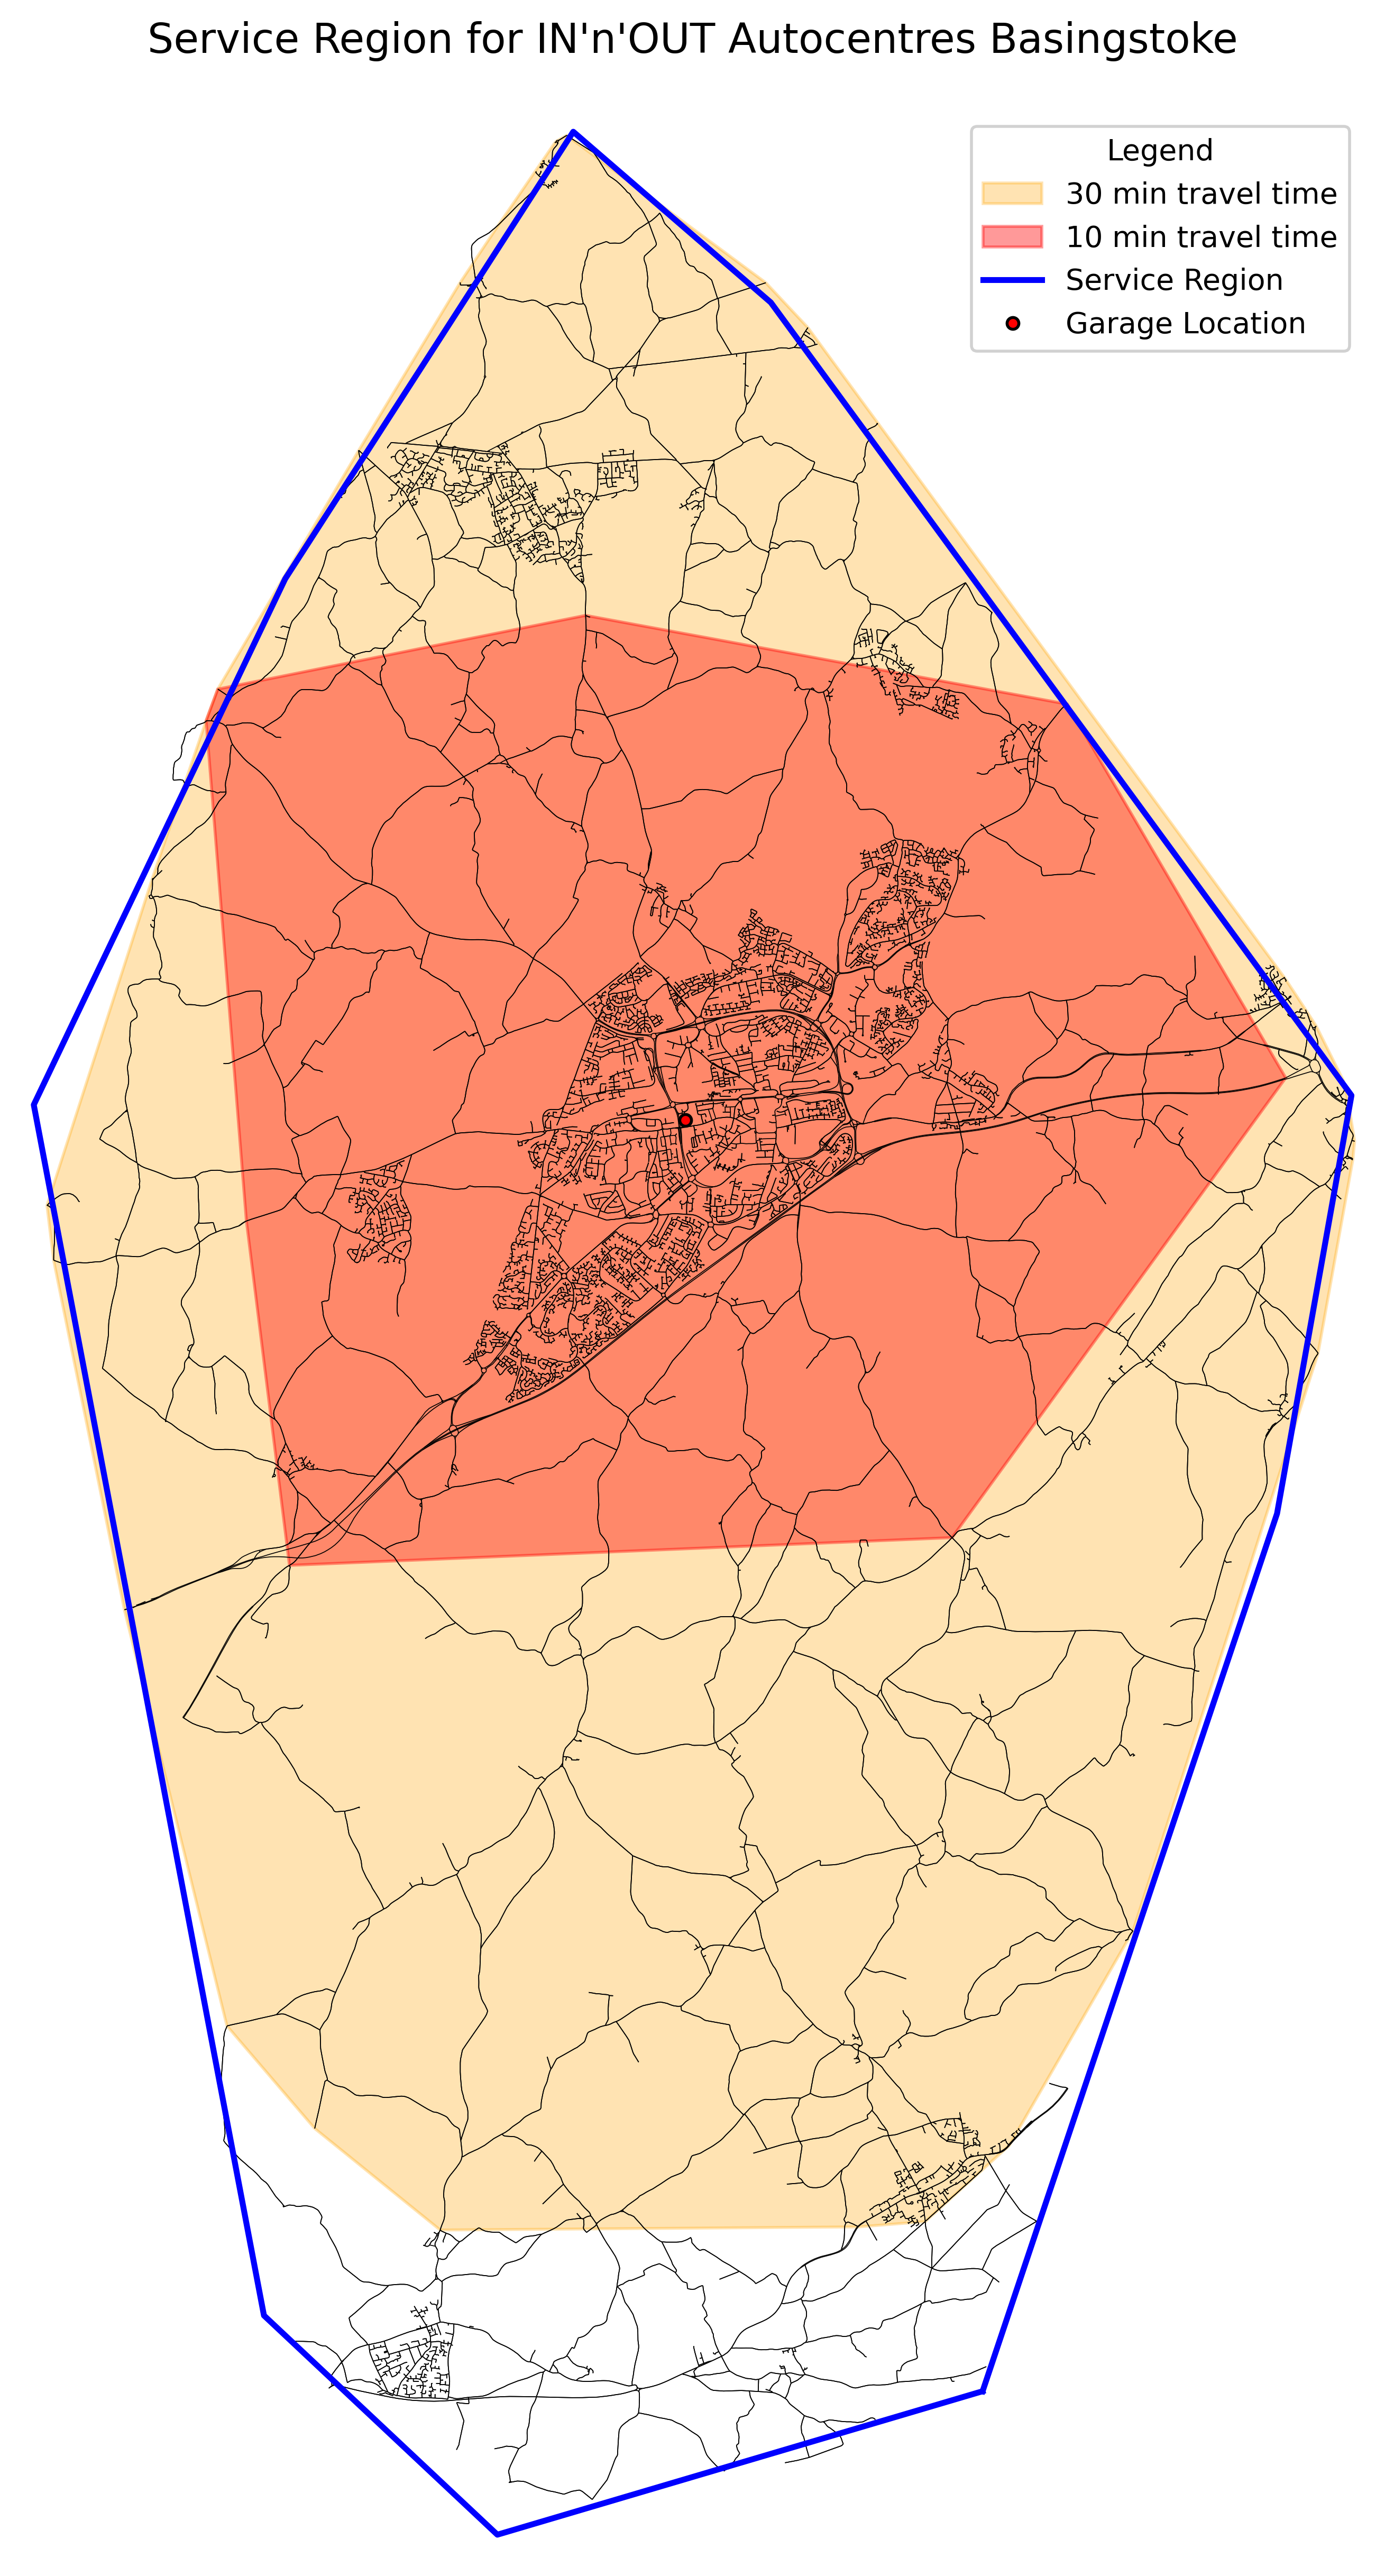 Service Region for IN'n'OUT Autocentres Basingstoke
Legend
30 min travel time
10 min travel time
Service Region
Garage Location